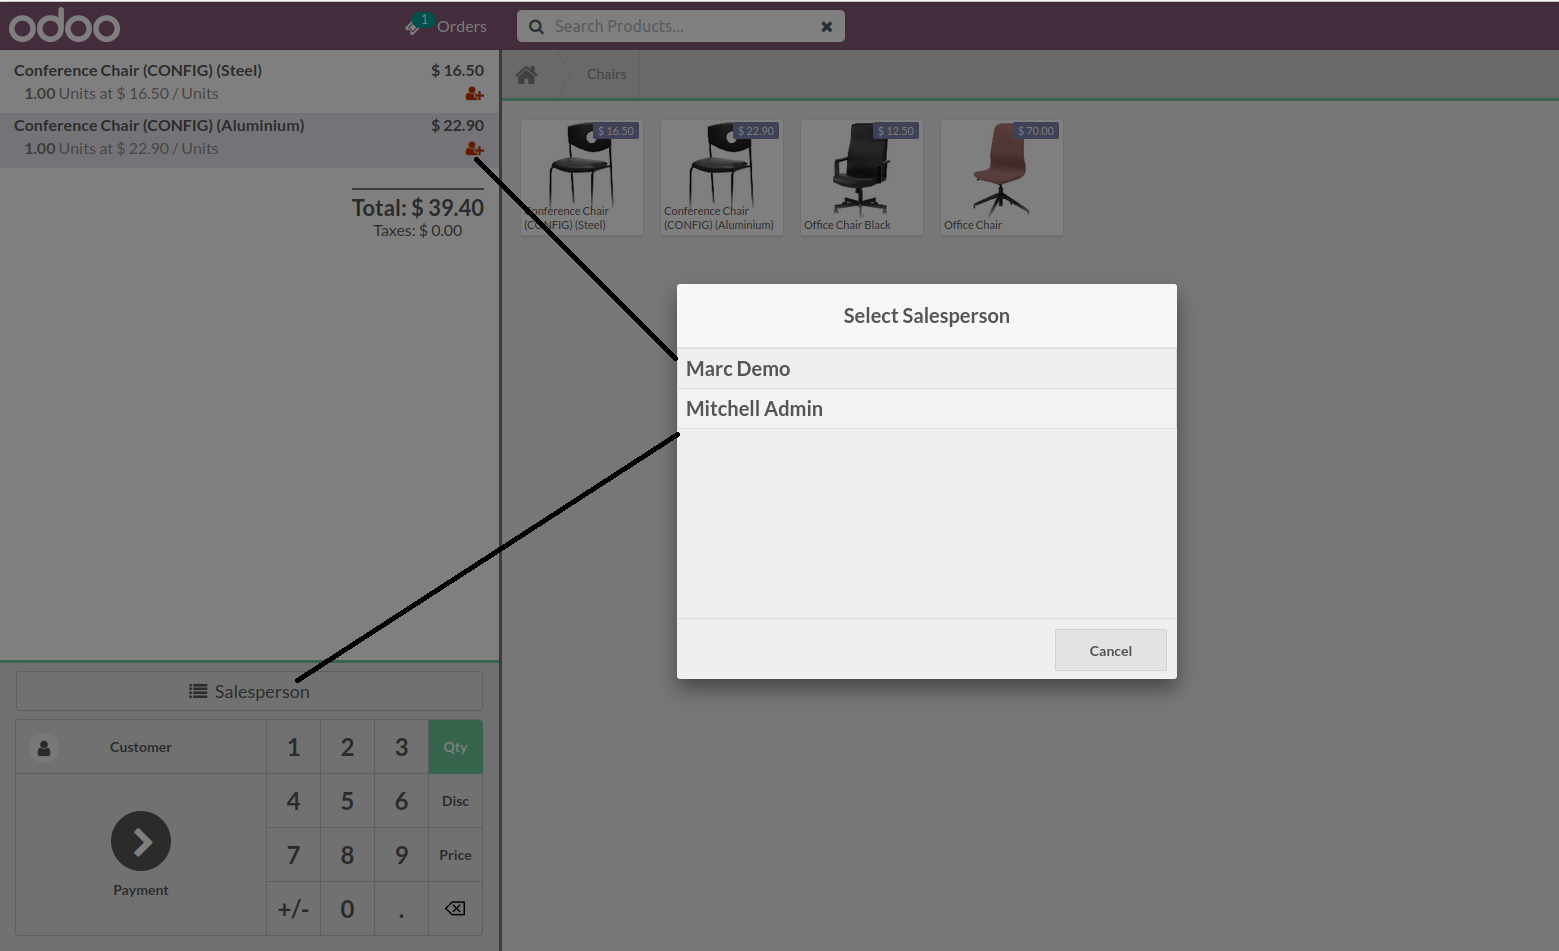 odoo
1
Orders
Search Products...
Conference Chair (CONFIG) (Steel) $ 16.50
1.00 Units at $ 16.50 / Units
Conference Chair (CONFIG) (Aluminium) $ 22.90
1.00 Units at $ 22.90 / Units
Total: $ 39.40
Taxes: $ 0.00
Chairs
$ 16.50
Conference Chair
(CONFIG) (Steel)
$ 22.90
Conference Chair
(CONFIG) (Aluminium)
$ 12.50
Office Chair Black
$ 70.00
Office Chair
Select Salesperson
Marc Demo
Mitchell Admin
Cancel
Salesperson
Customer
1 2 3 Qty
4 5 6 Disc
7 8 9 Price
+/- 0 .
Payment